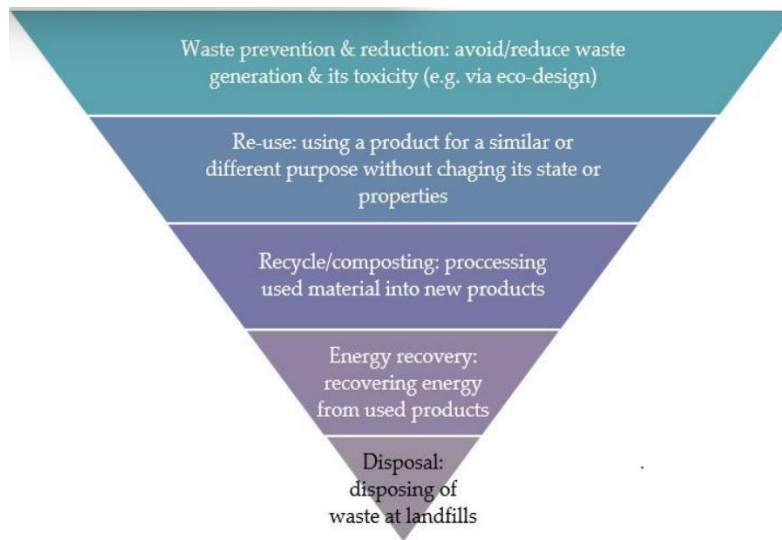 Waste prevention & reduction: avoid/reduce waste
generation & its toxicity (e.g. via eco-design)
Re-use: using a product for a similar or
different purpose without chaging its state or
properties
Recycle/composting: proccessing
used material into new products
Energy recovery:
recovering energy
from used products
Disposal:
disposing of
waste at landfills